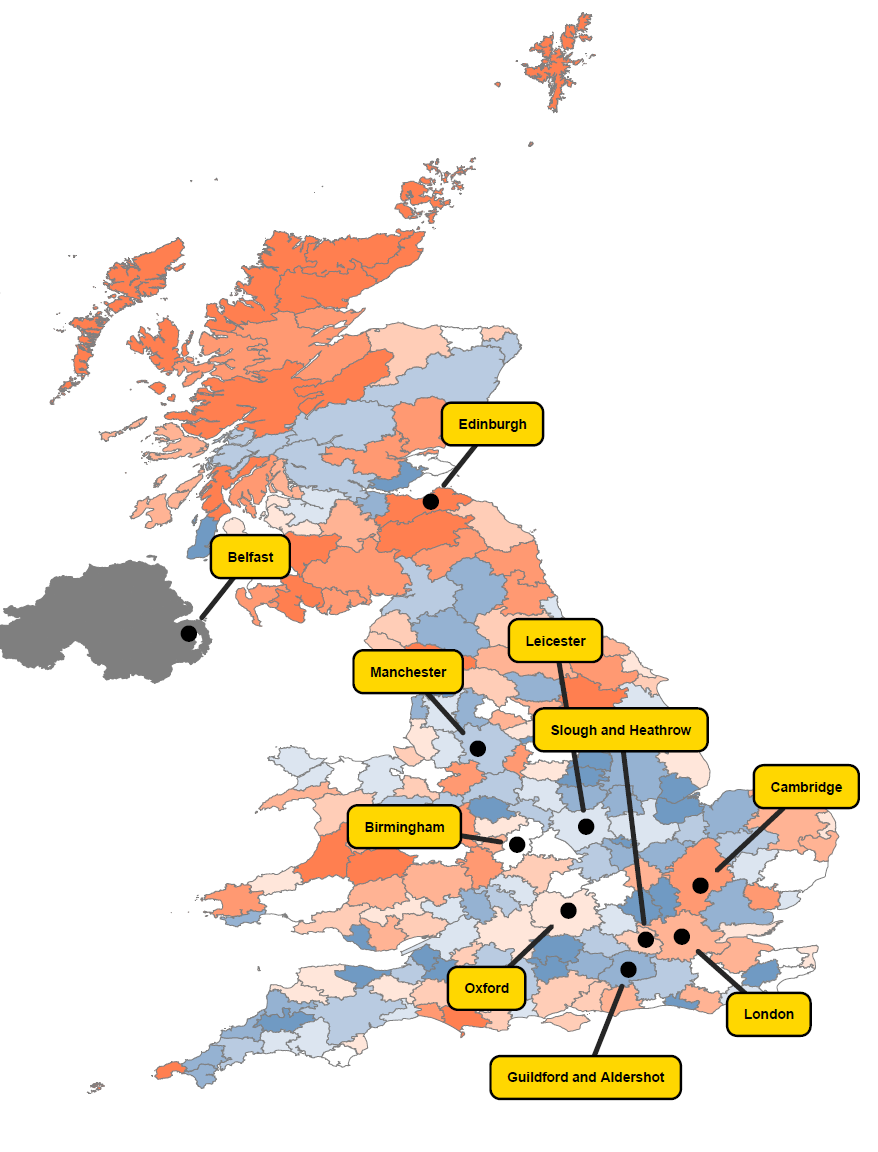 Edinburgh
Belfast
Leicester
Manchester
Slough and Heathrow
Cambridge
Birmingham
Oxford
London
Guildford and Aldershot